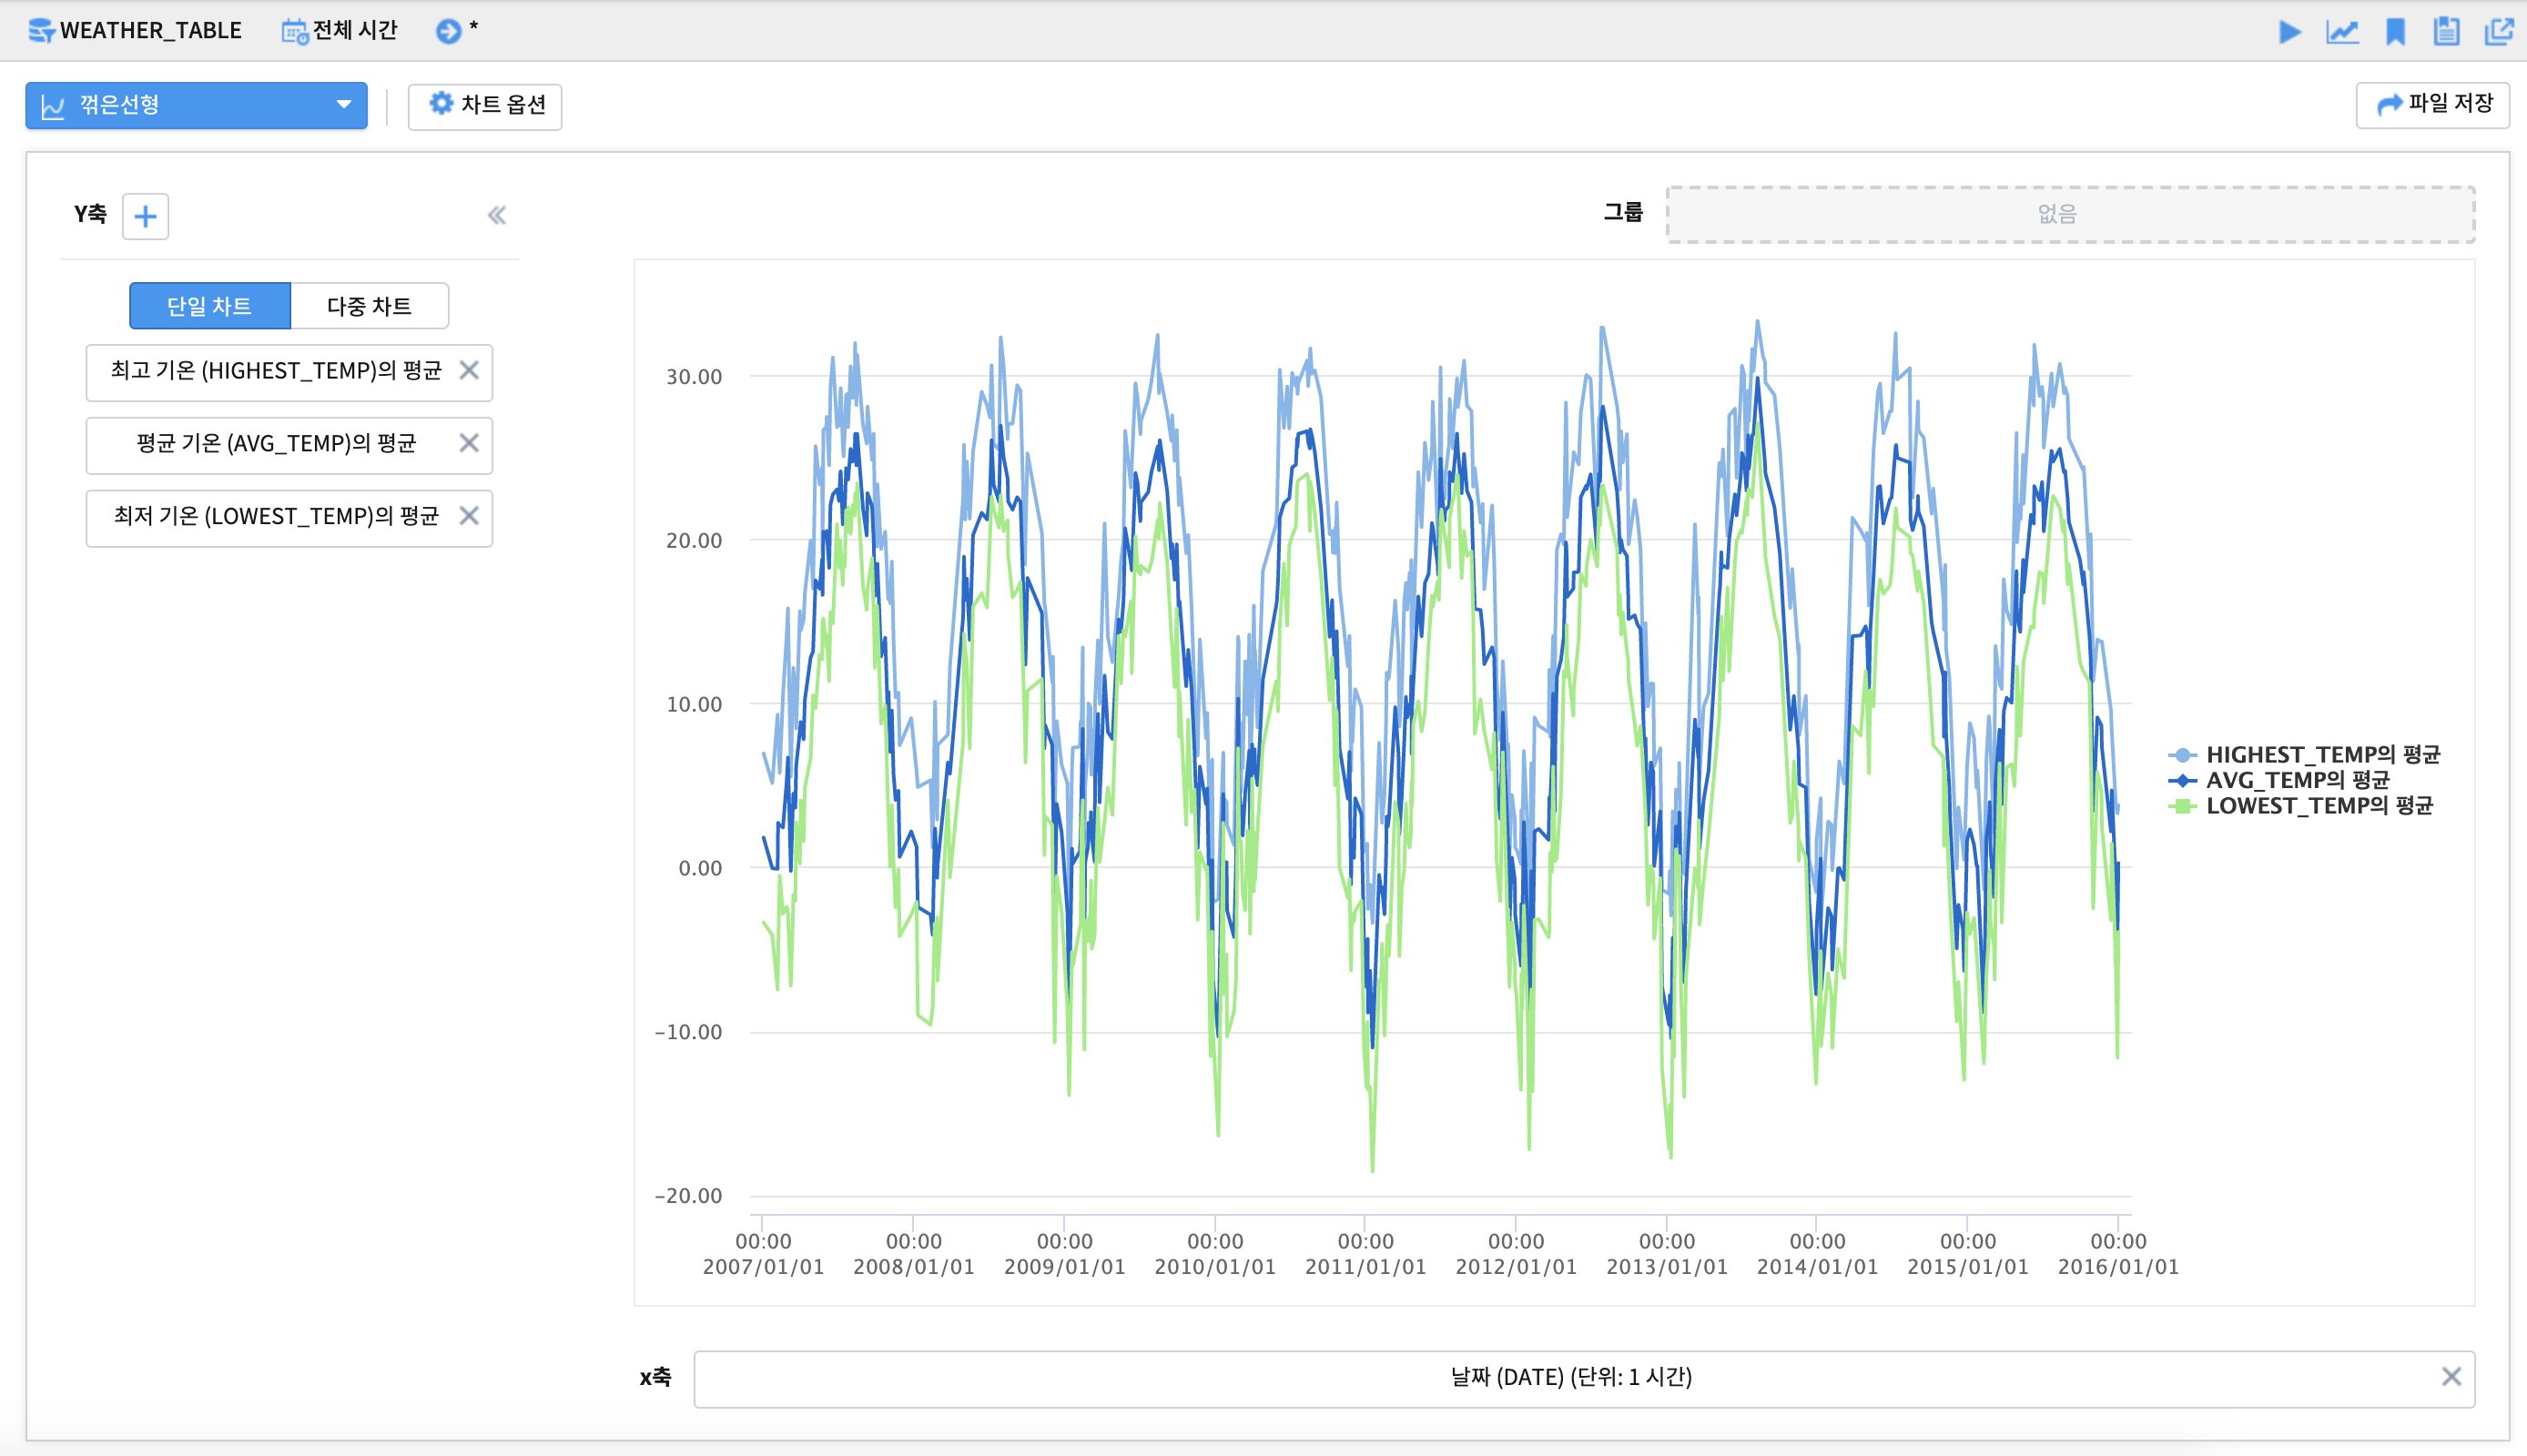 WEATHER_TABLE 전체 시간 *
꺾은선형 차트 옵션 파일 저장
Y축
그룹 없음
단일 차트 다중 차트
최고 기온 (HIGHEST_TEMP)의 평균
평균 기온 (AVG_TEMP)의 평균
최저 기온 (LOWEST_TEMP)의 평균
30.00
20.00
10.00
0.00
-10.00
-20.00
HIGHEST_TEMP의 평균
AVG_TEMP의 평균
LOWEST_TEMP의 평균
00:00 00:00 00:00 00:00 00:00 00:00 00:00 00:00 00:00 00:00
2007/01/01 2008/01/01 2009/01/01 2010/01/01 2011/01/01 2012/01/01 2013/01/01 2014/01/01 2015/01/01 2016/01/01
x축 날짜 (DATE) (단위: 1 시간)